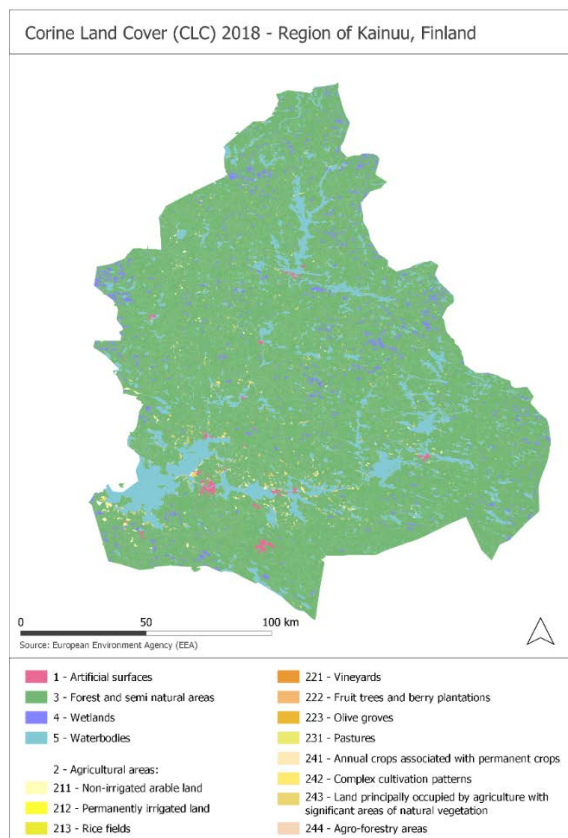 Corine Land Cover (CLC) 2018 - Region of Kainuu, Finland
0 50 100 km
Source: European Environment Agency (EEA)
1 - Artificial surfaces
3 - Forest and semi natural areas
4 - Wetlands
5 - Waterbodies
2 - Agricultural areas:
211 - Non-irrigated arable land
212 - Permanently irrigated land
213 - Rice fields
221 - Vineyards
222 - Fruit trees and berry plantations
223 - Olive groves
231 - Pastures
241 - Annual crops associated with permanent crops
242 - Complex cultivation patterns
243 - Land principally occupied by agriculture with
significant areas of natural vegetation
244 - Agro-forestry areas